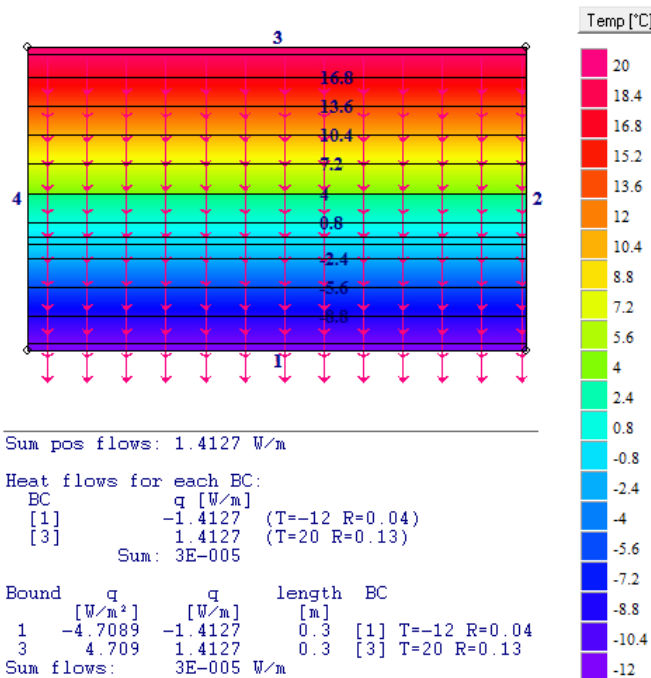 Temp [°C]
3
20
18.4
16.8
16.8
15.2
13.6
13.6
12
10.4
10.4
8.8
7.2
7.2
5.6
4
4
4
2
2.4
0.8
0.8
-0.8
-2.4
-2.4
-4
-5.6
-5.6
-7.2
-8.8
-8.8
-10.4
-12
1
Sum pos flows: 1.4127 W/m
Heat flows for each BC:
BC q [W/m]
[1] -1.4127 (T=-12 R=0.04)
[3] 1.4127 (T=20 R=0.13)
Sum: 3E-005
Bound q q length BC
[W/m²] [W/m] [m]
1 -4.7089 -1.4127 0.3 [1] T=-12 R=0.04
3 4.709 1.4127 0.3 [3] T=20 R=0.13
Sum flows: 3E-005 W/m